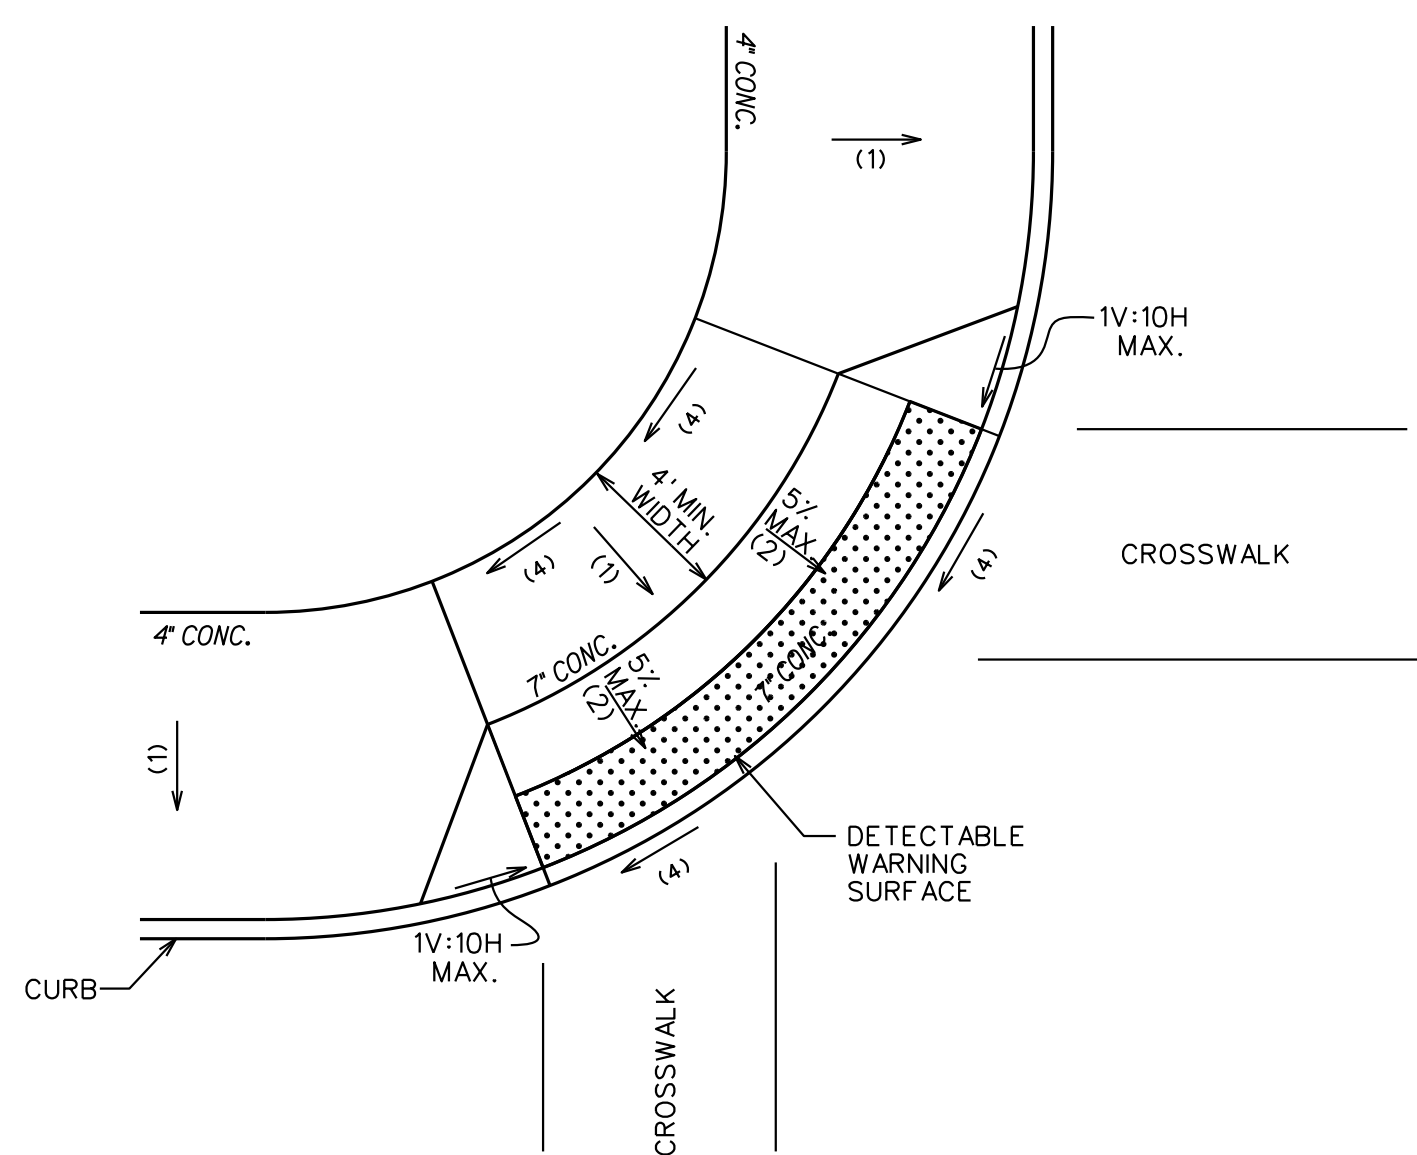 4" CONC.
(1)
1V:10H
MAX.
(4)
4' MIN.
WIDTH
5%
MAX.
(2)
(4)
(1)
(4)
CROSSWALK
4" CONC.
7" CONC.
5%
MAX.
(2)
7" CONC.
(1)
(4)
DETECTABLE
WARNING
SURFACE
1V:10H
MAX.
CURB
CROSSWALK